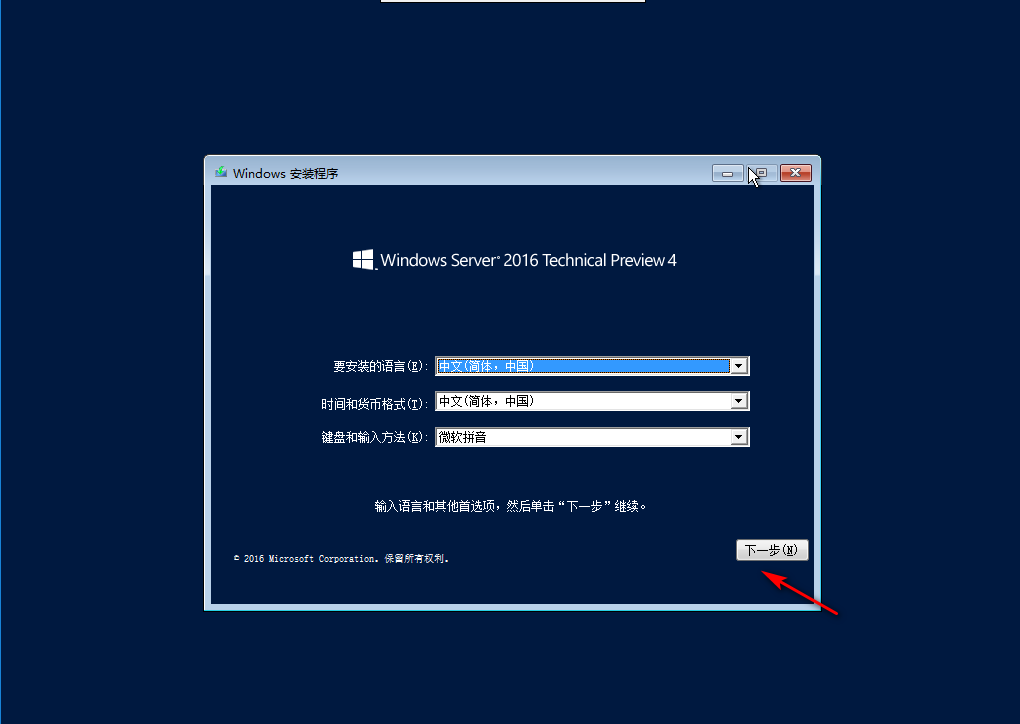 Windows 安装程序
Windows Server® 2016 Technical Preview 4
要安装的语言(E): 中文(简体，中国)
时间和货币格式(T): 中文(简体，中国)
键盘和输入方法(K): 微软拼音
输入语言和其他首选项，然后单击“下一步”继续。
© 2016 Microsoft Corporation。保留所有权利。
下一步(N)